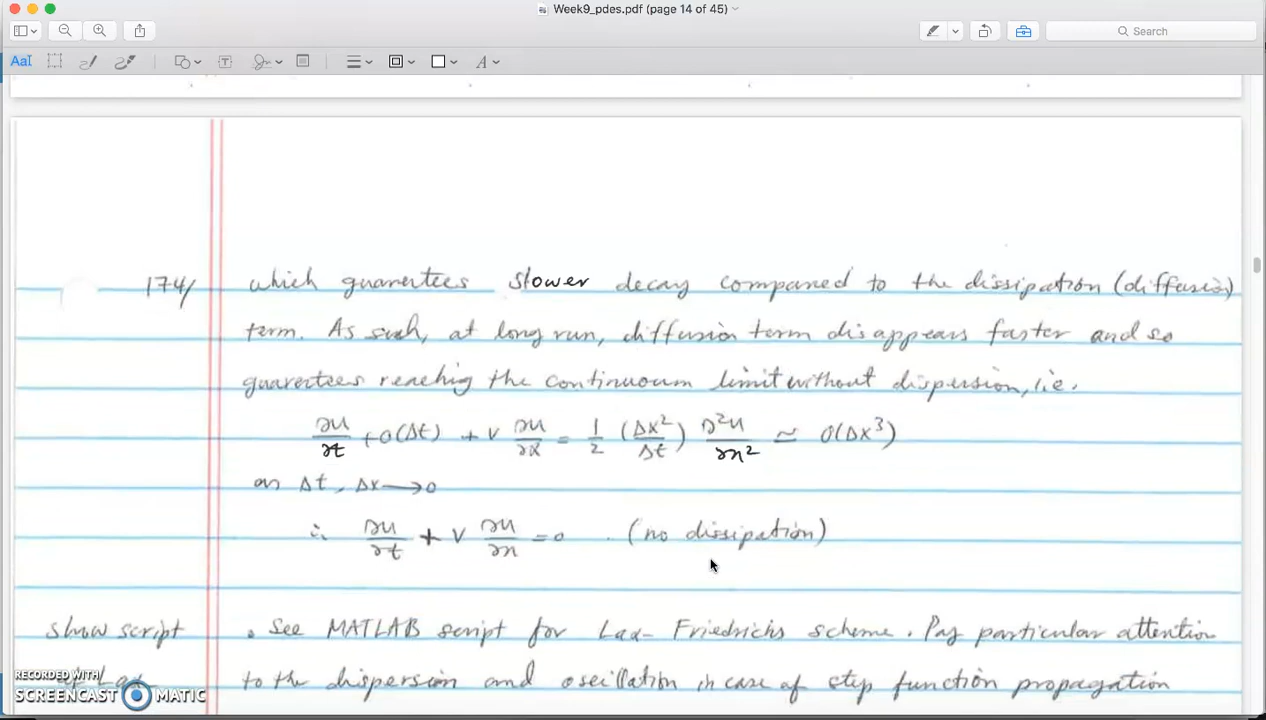 Week9_pdes.pdf (page 14 of 45)
Search
174/ which guarentees slower decay compared to the dissipation (diffusion)
term. As such, at long run, diffusion term disappears faster and so
guarentees reaching the continuoum limit without dispersion, i.e.
∂u/∂t + O(Δt) + v ∂u/∂x = 1/2 (Δx²/Δt) ∂²u/∂x² ≃ O(Δx³)
as Δt, Δx → 0
∴ ∂u/∂t + v ∂u/∂x = 0 . (no dissipation)
show script . See MATLAB script for Lax-Friedrichs scheme. Pay particular attention
of Lax to the dispersion and oscillation in case of step function propagation
RECORDED WITH
SCREENCAST MATIC